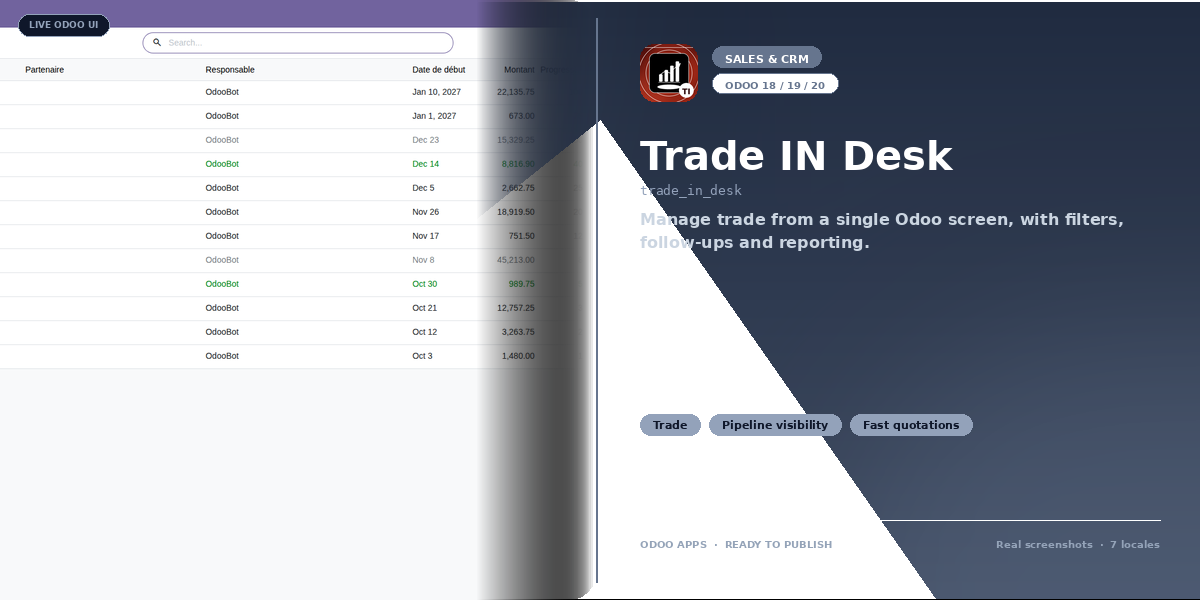 LIVE ODOO UI
Search...
Partenaire Responsable Date de début Montant
OdooBot Jan 10, 2027 22,135.75
OdooBot Jan 1, 2027 673.00
OdooBot Dec 23 15,329.25
OdooBot Dec 14 8,816.90
OdooBot Dec 5 2,662.75
OdooBot Nov 26 18,919.50
OdooBot Nov 17 751.50
OdooBot Nov 8 45,213.00
OdooBot Oct 30 989.75
OdooBot Oct 21 12,757.25
OdooBot Oct 12 3,263.75
OdooBot Oct 3 1,480.00
TI
SALES & CRM
ODOO 18 / 19 / 20
Trade IN Desk
trade_in_desk
Manage trade from a single Odoo screen, with filters,
follow-ups and reporting.
Trade Pipeline visibility Fast quotations
ODOO APPS · READY TO PUBLISH
Real screenshots · 7 locales